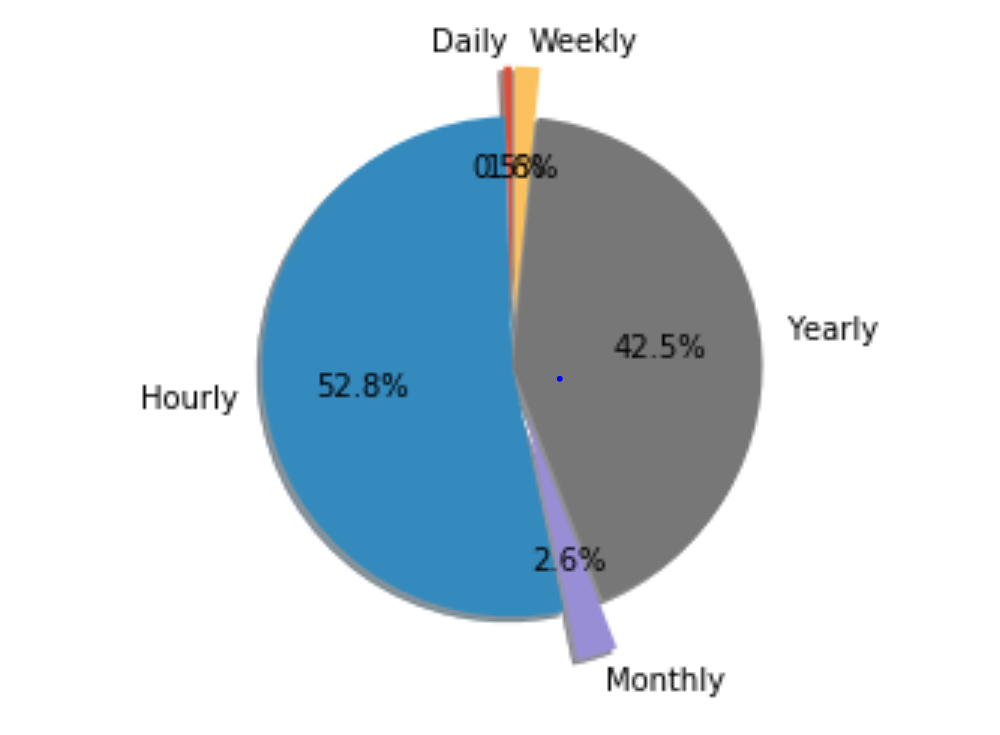 Daily Weekly
42.5%
Yearly
52.8%
Hourly
2.6%
Monthly